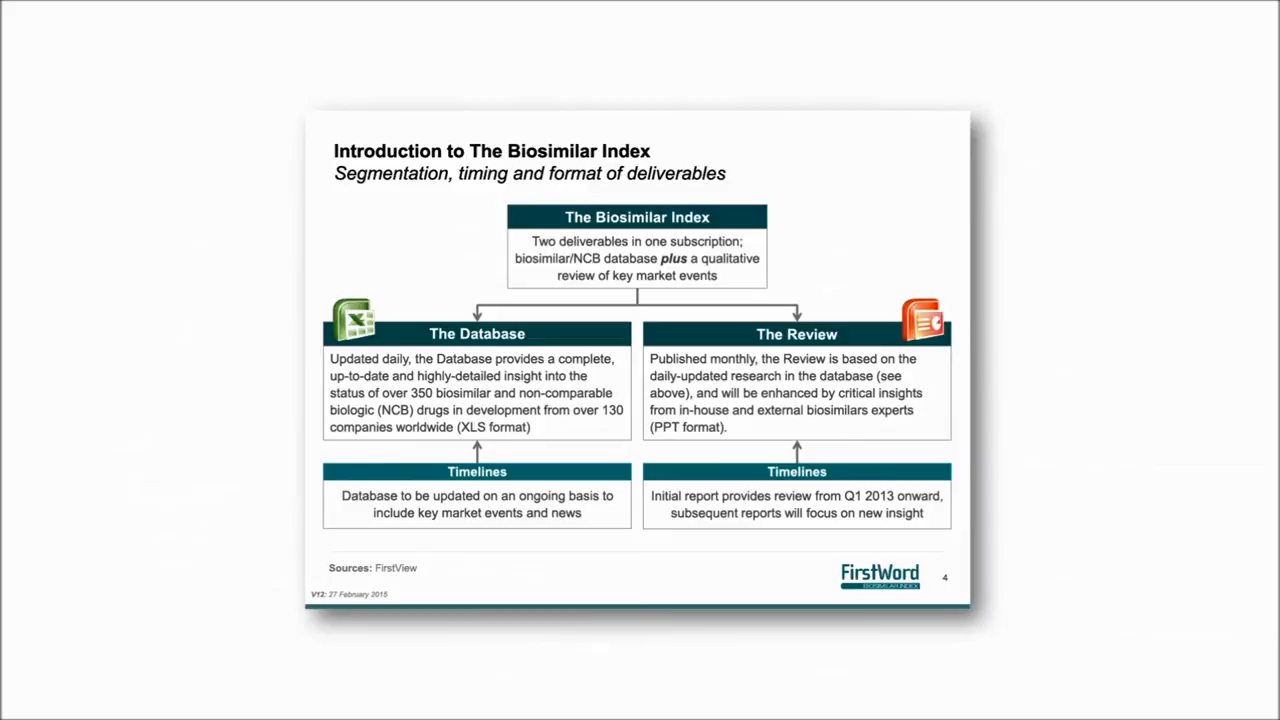 Introduction to The Biosimilar Index
Segmentation, timing and format of deliverables
The Biosimilar Index
Two deliverables in one subscription;
biosimilar/NCB database plus a qualitative
review of key market events
The Database
Updated daily, the Database provides a complete,
up-to-date and highly-detailed insight into the
status of over 350 biosimilar and non-comparable
biologic (NCB) drugs in development from over 130
companies worldwide (XLS format)
Timelines
Database to be updated on an ongoing basis to
include key market events and news
The Review
Published monthly, the Review is based on the
daily-updated research in the database (see
above), and will be enhanced by critical insights
from in-house and external biosimilars experts
(PPT format).
Timelines
Initial report provides review from Q1 2013 onward,
subsequent reports will focus on new insight
Sources: FirstView
V12: 27 February 2015
FirstWord
BIOSIMILAR INDEX
4